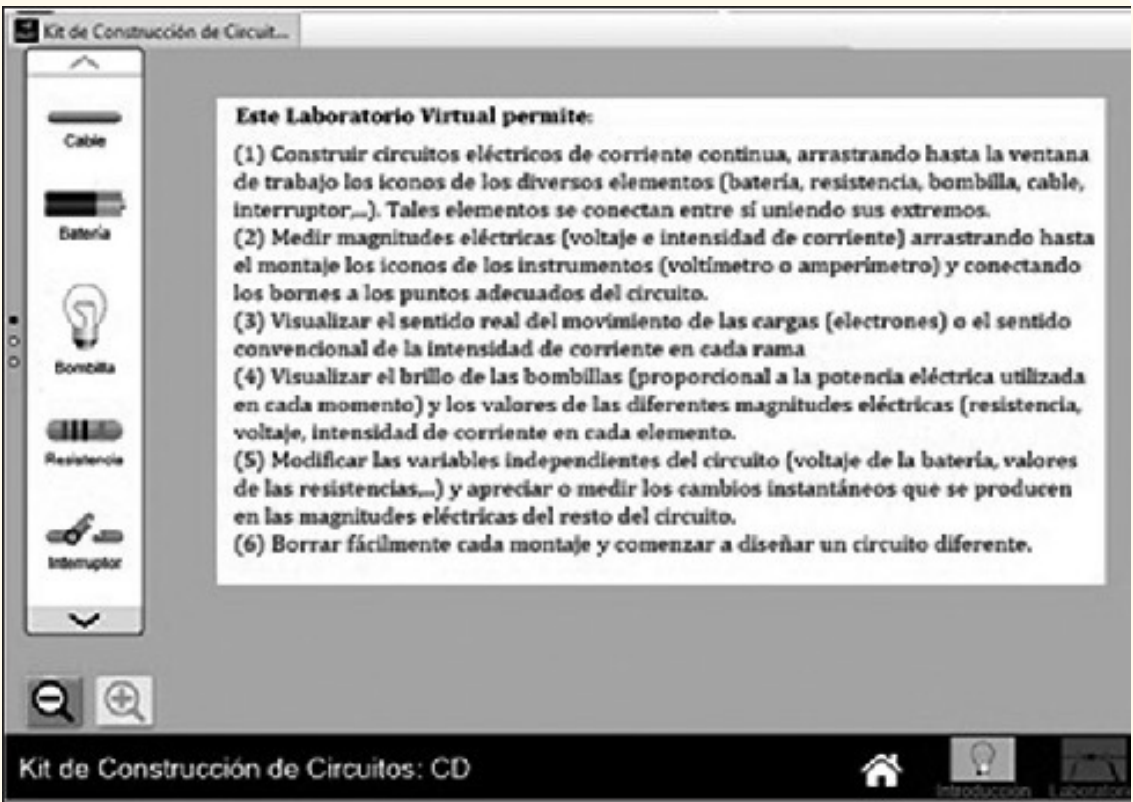 Kit de Construcción de Circuit...
Cable
Batería
Bombilla
Resistencia
Interruptor
Este Laboratorio Virtual permite:
(1) Construir circuitos eléctricos de corriente continua, arrastrando hasta la ventana
de trabajo los iconos de los diversos elementos (batería, resistencia, bombilla, cable,
interruptor,...). Tales elementos se conectan entre sí uniendo sus extremos.
(2) Medir magnitudes eléctricas (voltaje e intensidad de corriente) arrastrando hasta
el montaje los iconos de los instrumentos (voltímetro o amperímetro) y conectando
los bornes a los puntos adecuados del circuito.
(3) Visualizar el sentido real del movimiento de las cargas (electrones) o el sentido
convencional de la intensidad de corriente en cada rama
(4) Visualizar el brillo de las bombillas (proporcional a la potencia eléctrica utilizada
en cada momento) y los valores de las diferentes magnitudes eléctricas (resistencia,
voltaje, intensidad de corriente en cada elemento.
(5) Modificar las variables independientes del circuito (voltaje de la batería, valores
de las resistencias,...) y apreciar o medir los cambios instantáneos que se producen
en las magnitudes eléctricas del resto del circuito.
(6) Borrar fácilmente cada montaje y comenzar a diseñar un circuito diferente.
Kit de Construcción de Circuitos: CD
Introducción
Laboratorio